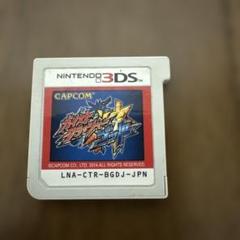 NINTENDO 3DS
CAPCOM
©CAPCOM CO., LTD. 2014 ALL RIGHTS RESERVED.
LNA-CTR-BGDJ-JPN